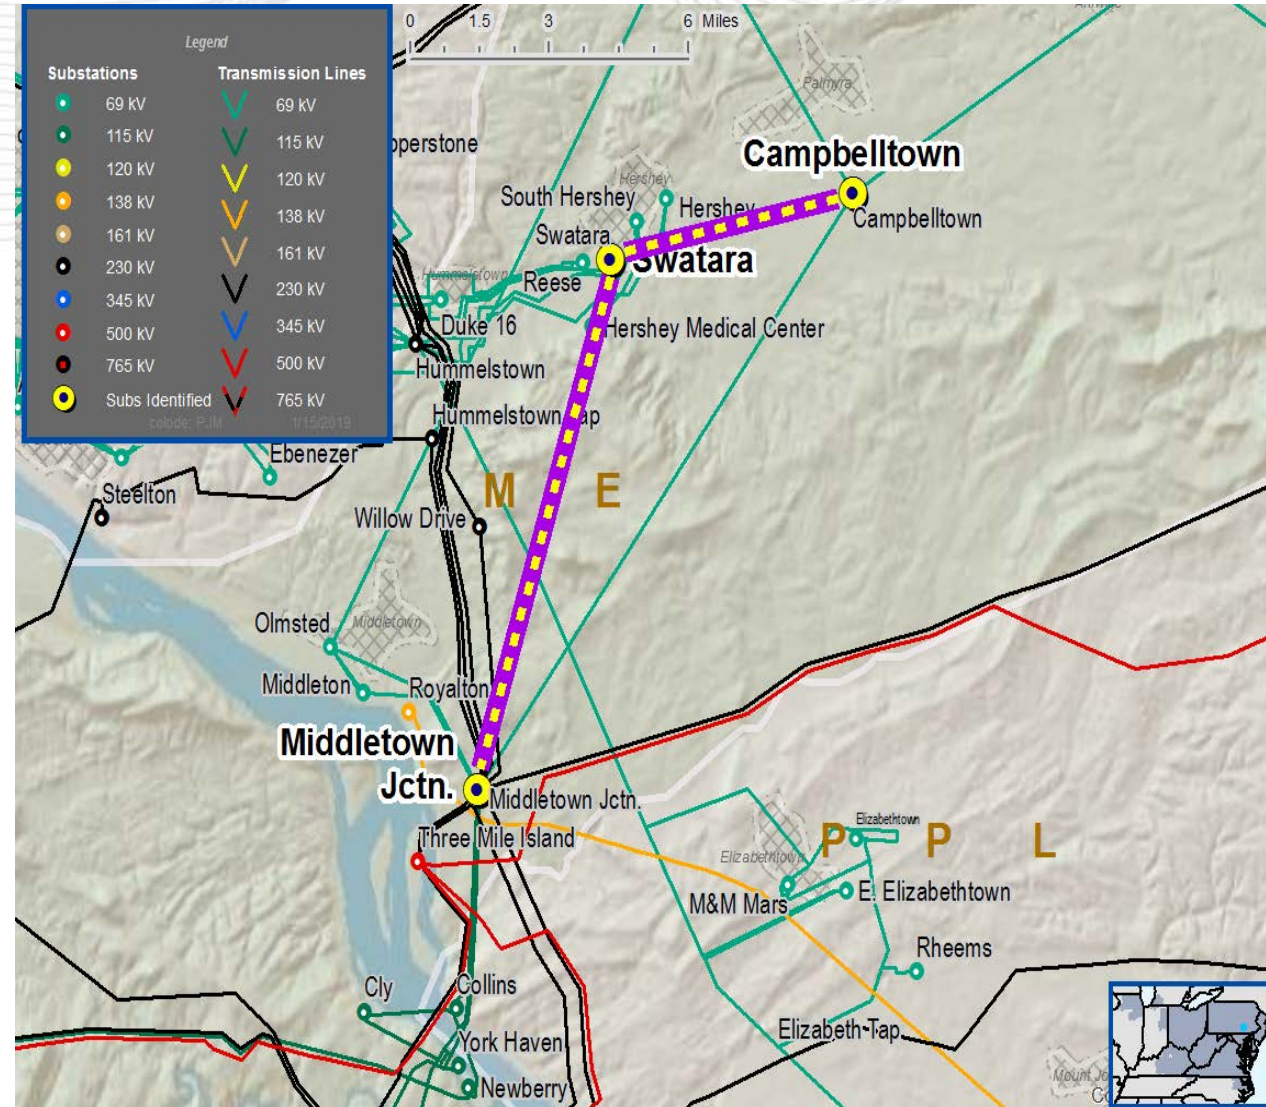 Legend
Substations
Transmission Lines
69 kV
69 kV
115 kV
115 kV
120 kV
120 kV
138 kV
138 kV
161 kV
161 kV
230 kV
230 kV
345 kV
345 kV
500 kV
500 kV
765 kV
765 kV
Subs Identified
1/15/2019
0 1.5 3 6 Miles
Palmyra
Campbelltown
Campbelltown
South Hershey
Hershey
Hershey
Swatara
Swatara
Hummelstown
Reese
Duke 16
Hershey Medical Center
Hummelstown
Hummelstown
Ebenezer
Steelton
M E
Willow Drive
Olmsted
Middletown
Middleton
Royalton
Middletown
Jctn.
Middletown Jctn.
Three Mile Island
Elizabethtown
Elizabethtown
P P L
M&M Mars
E. Elizabethtown
Rheems
Cly
Collins
Elizabeth Tap
York Haven
Newberry
Mount